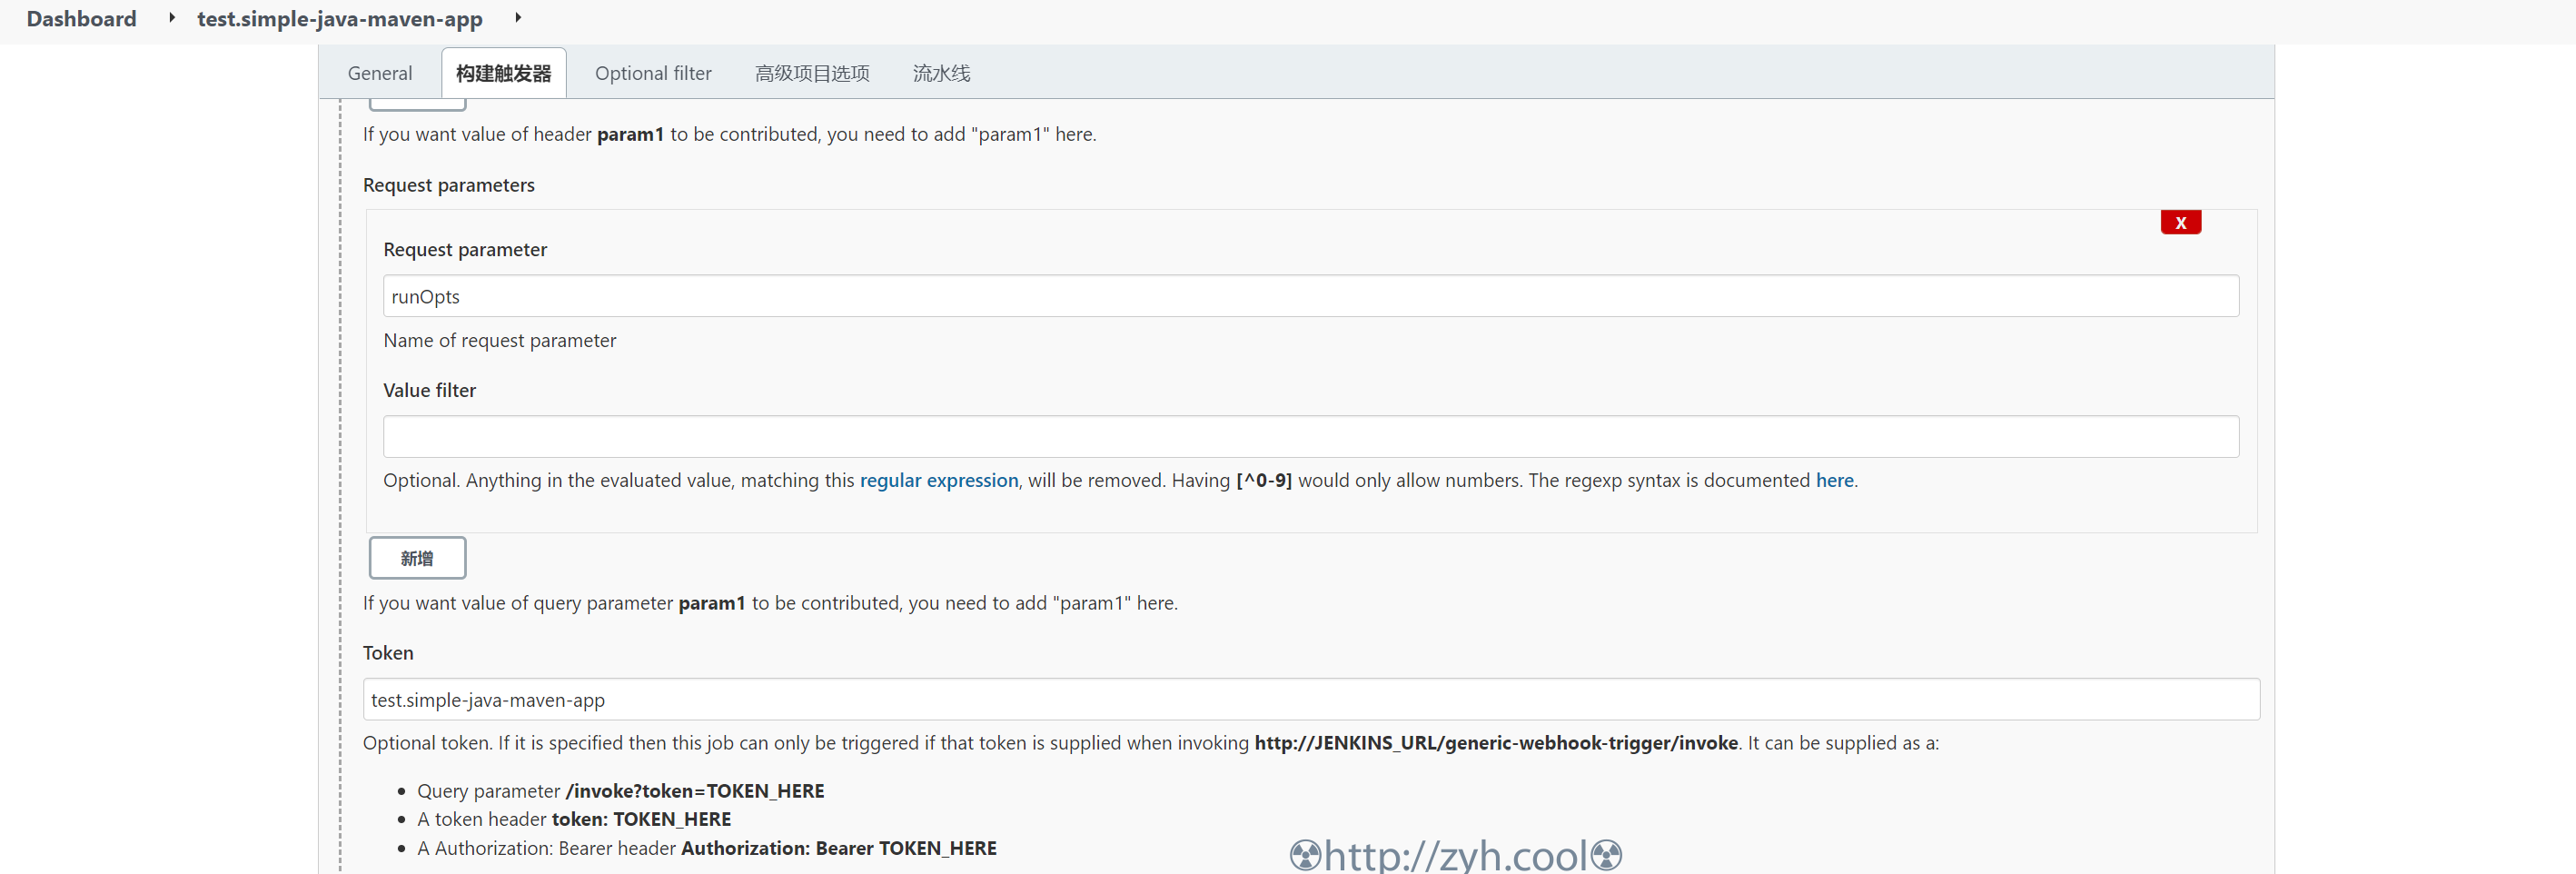 Dashboard test.simple-java-maven-app
General 构建触发器 Optional filter 高级项目选项 流水线
If you want value of header param1 to be contributed, you need to add "param1" here.
Request parameters
X
Request parameter
runOpts
Name of request parameter
Value filter
Optional. Anything in the evaluated value, matching this regular expression, will be removed. Having [^0-9] would only allow numbers. The regexp syntax is documented here.
新增
If you want value of query parameter param1 to be contributed, you need to add "param1" here.
Token
test.simple-java-maven-app
Optional token. If it is specified then this job can only be triggered if that token is supplied when invoking http://JENKINS_URL/generic-webhook-trigger/invoke. It can be supplied as a:
• Query parameter /invoke?token=TOKEN_HERE
• A token header token: TOKEN_HERE
• A Authorization: Bearer header Authorization: Bearer TOKEN_HERE
☢http://zyh.cool☢